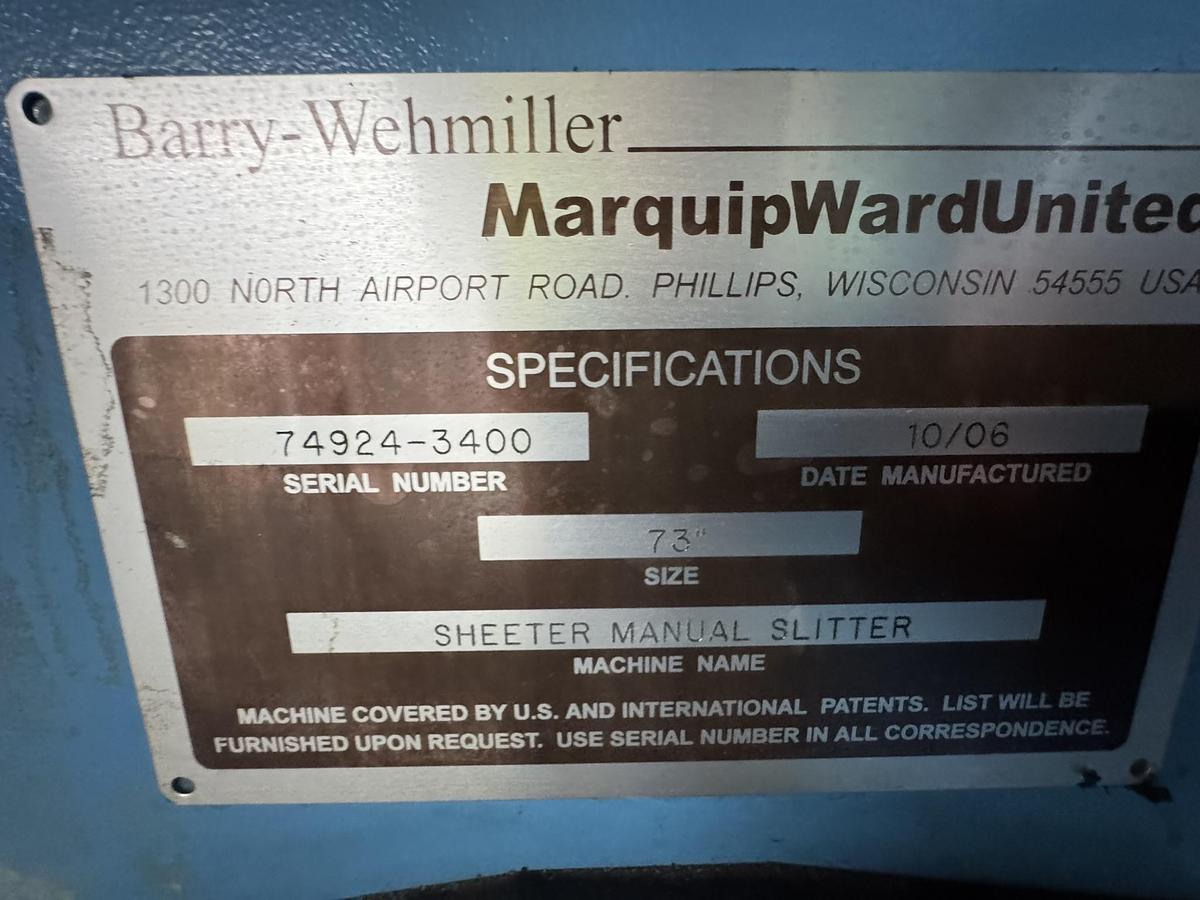 Barry-Wehmiller
MarquipWardUnited
1300 NORTH AIRPORT ROAD. PHILLIPS, WISCONSIN 54555 USA
SPECIFICATIONS
74924-3400
SERIAL NUMBER
10/06
DATE MANUFACTURED
73"
SIZE
SHEETER MANUAL SLITTER
MACHINE NAME
MACHINE COVERED BY U.S. AND INTERNATIONAL PATENTS. LIST WILL BE
FURNISHED UPON REQUEST. USE SERIAL NUMBER IN ALL CORRESPONDENCE.